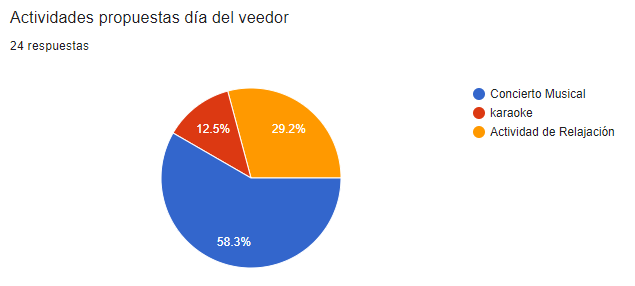 Actividades propuestas día del veedor
24 respuestas
Concierto Musical
karaoke
Actividad de Relajación
12.5%
29.2%
58.3%